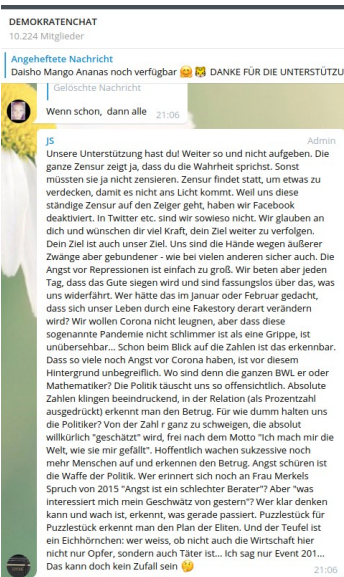 DEMOKRATENCHAT
10.224 Mitglieder
Angeheftete Nachricht
Daisho Mango Ananas noch verfügbar 🤗 🐯 DANKE FÜR DIE UNTERSTÜTZU
Gelöschte Nachricht
Wenn schon, dann alle 21:06
JS Admin
Unsere Unterstützung hast du! Weiter so und nicht aufgeben. Die
ganze Zensur zeigt ja, dass du die Wahrheit sprichst. Sonst
müssten sie ja nicht zensieren. Zensur findet statt, um etwas zu
verdecken, damit es nicht ans Licht kommt. Weil uns diese
ständige Zensur auf den Zeiger geht, haben wir Facebook
deaktiviert. In Twitter etc. sind wir sowieso nicht. Wir glauben an
dich und wünschen dir viel Kraft, dein Ziel weiter zu verfolgen.
Dein Ziel ist auch unser Ziel. Uns sind die Hände wegen äußerer
Zwänge aber gebundener - wie bei vielen anderen sicher auch. Die
Angst vor Repressionen ist einfach zu groß. Wir beten aber jeden
Tag, dass das Gute siegen wird und sind fassungslos über das, was
uns widerfährt. Wer hätte das im Januar oder Februar gedacht,
dass sich unser Leben durch eine Fakestory derart verändern
wird? Wir wollen Corona nicht leugnen, aber dass diese
sogenannte Pandemie nicht schlimmer ist als eine Grippe, ist
unübersehbar... Schon beim Blick auf die Zahlen ist das erkennbar.
Dass so viele noch Angst vor Corona haben, ist vor diesem
Hintergrund unbegreiflich. Wo sind denn die ganzen BWL er oder
Mathematiker? Die Politik täuscht uns so offensichtlich. Absolute
Zahlen klingen beeindruckend, in der Relation (als Prozentzahl
ausgedrückt) erkennt man den Betrug. Für wie dumm halten uns
die Politiker? Von der Zahl r ganz zu schweigen, die absolut
willkürlich "geschätzt" wird, frei nach dem Motto "Ich mach mir die
Welt, wie sie mir gefällt". Hoffentlich wachen sukzessive noch
mehr Menschen auf und erkennen den Betrug. Angst schüren ist
die Waffe der Politik. Wer erinnert sich noch an Frau Merkels
Spruch von 2015 "Angst ist ein schlechter Berater"? Aber "was
interessiert mich mein Geschwätz von gestern"? Wer klar denken
kann und wach ist, erkennt, was gerade passiert. Puzzlestück für
Puzzlestück erkennt man den Plan der Eliten. Und der Teufel ist
ein Eichhörnchen: wer weiss, ob nicht auch die Wirtschaft hier
nicht nur Opfer, sondern auch Täter ist... Ich sag nur Event 201...
Das kann doch kein Zufall sein 🤔 21:06